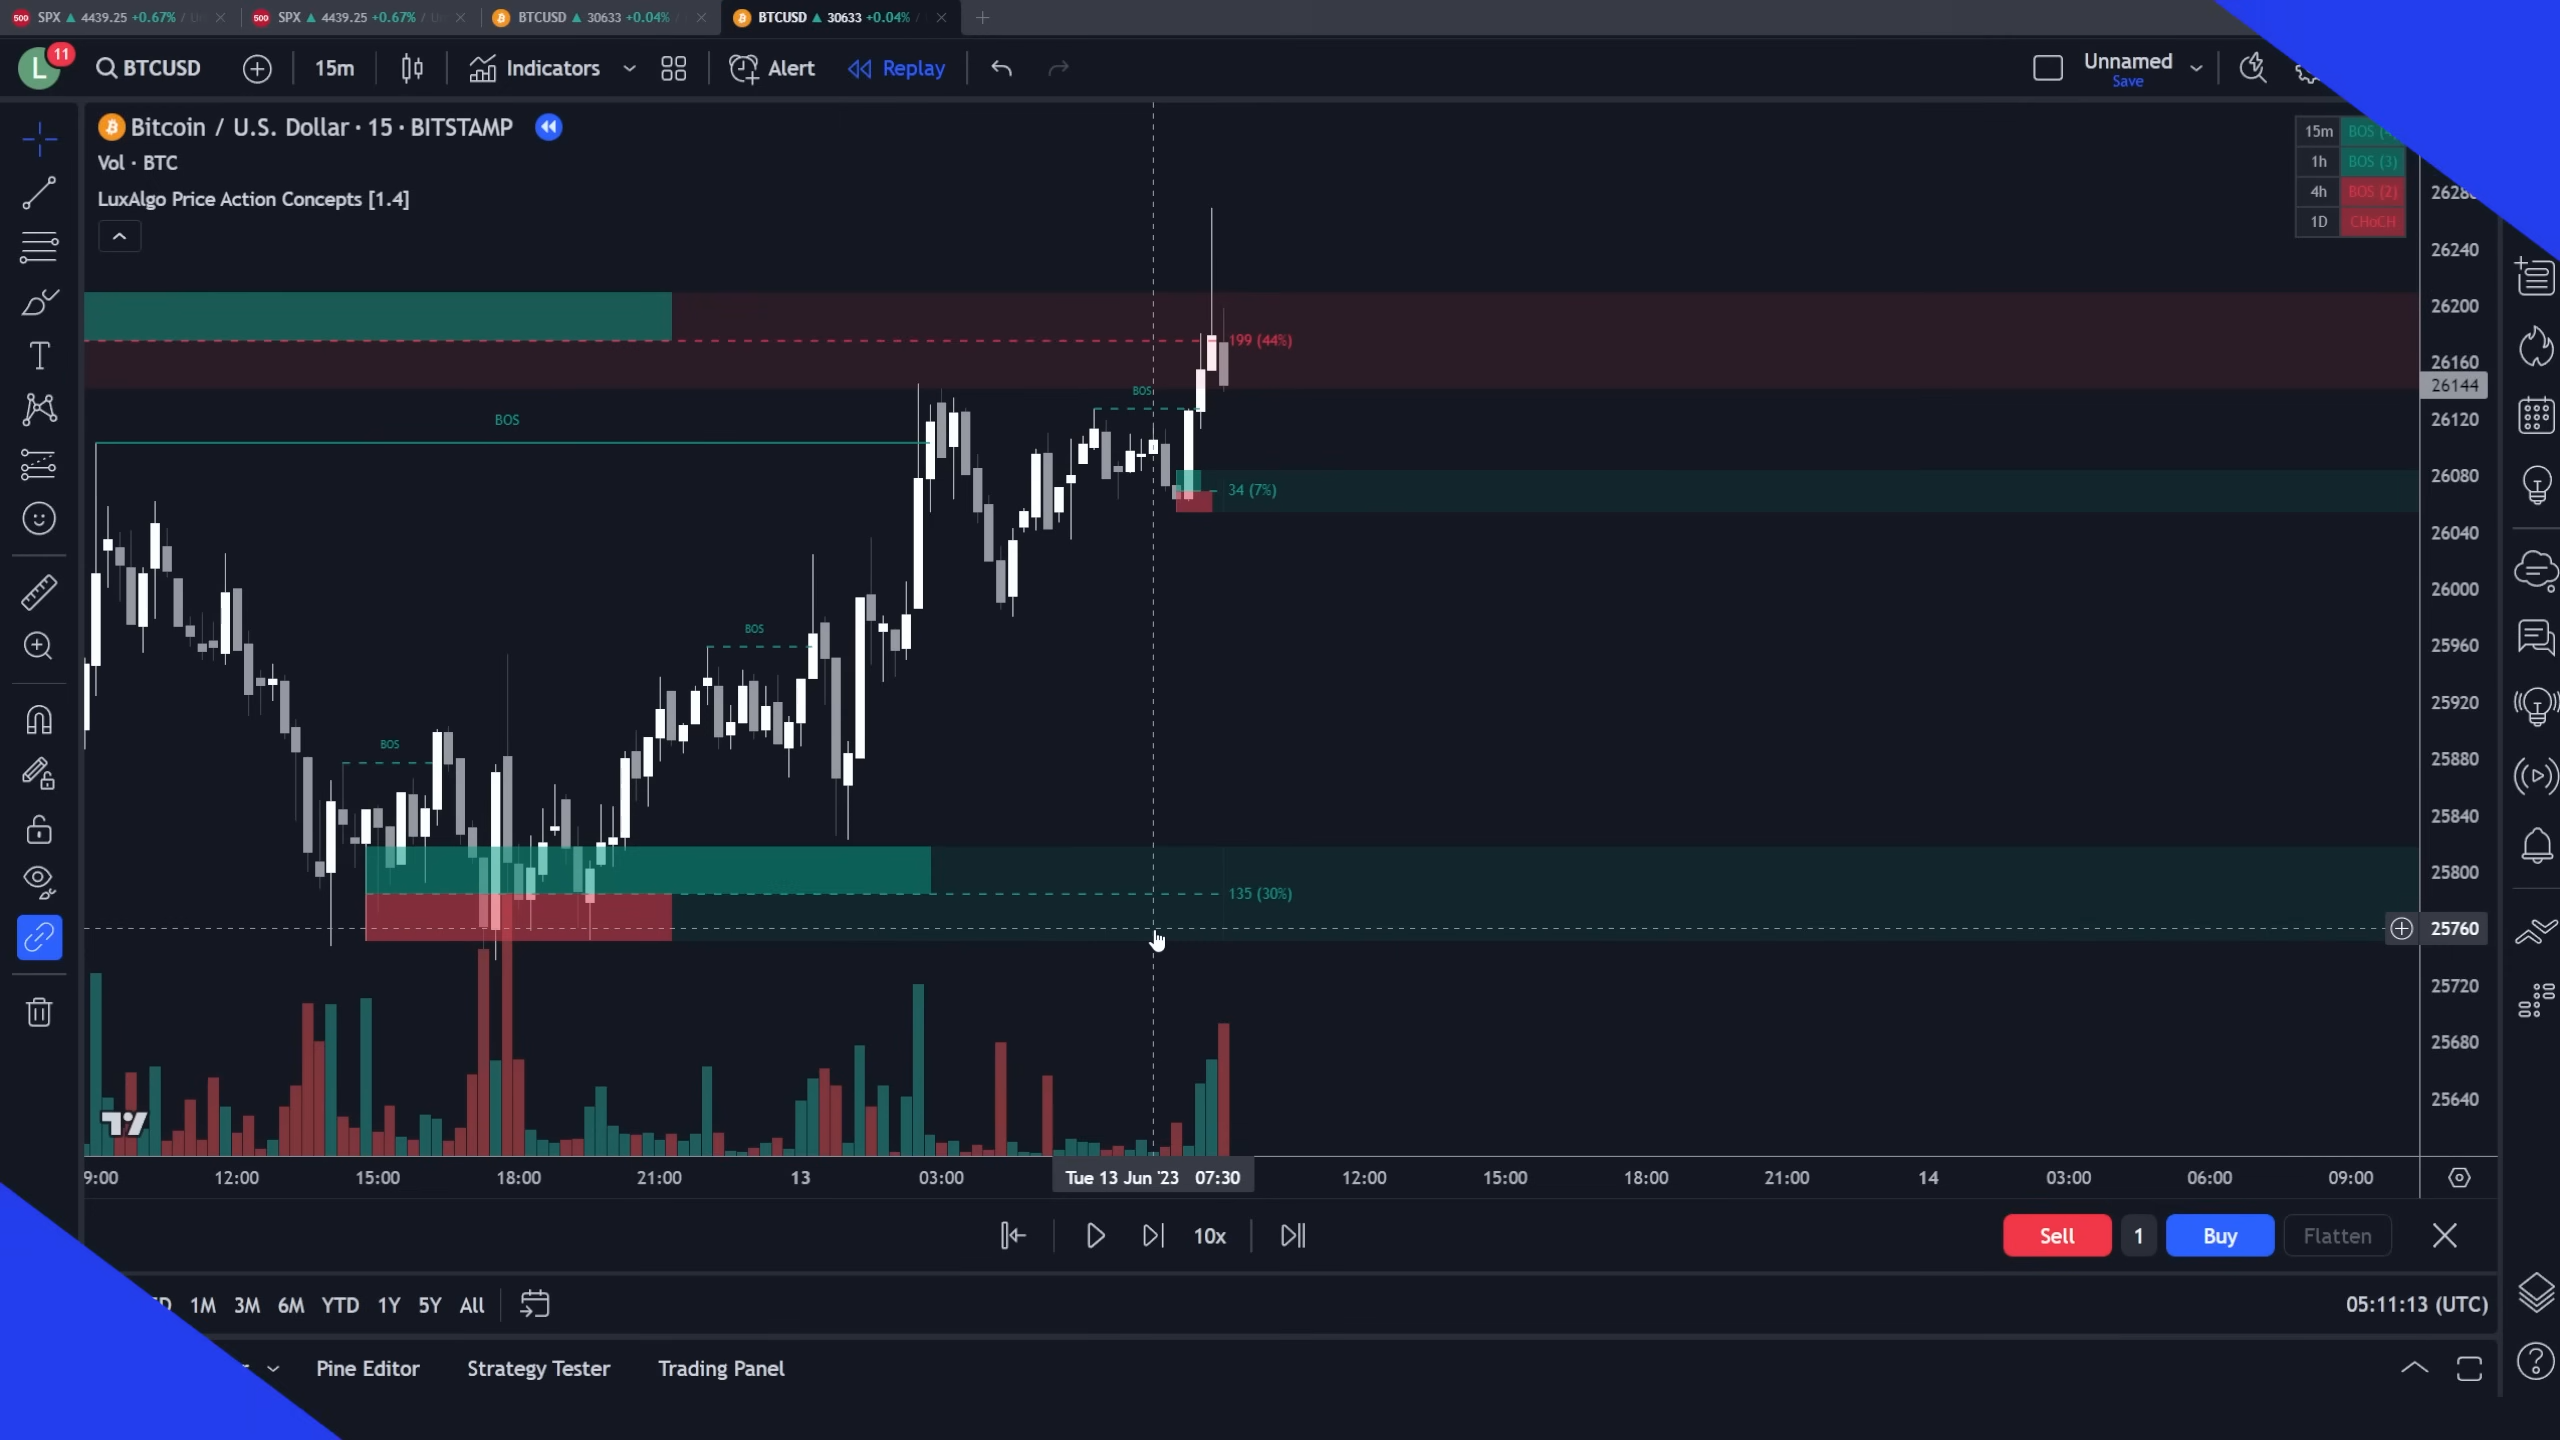 SPX ▲ 4439.25 +0.67% /
SPX ▲ 4439.25 +0.67% /
BTCUSD ▲ 30633 +0.04% /
BTCUSD ▲ 30633 +0.04% /
L
11
BTCUSD
15m
Indicators
Alert
Replay
Unnamed
Save
Bitcoin / U.S. Dollar · 15 · BITSTAMP
Vol · BTC
LuxAlgo Price Action Concepts [1.4]
15m BOS
1h BOS (3)
4h BOS (2)
1D CHoCH
26240
26200
26160
26144
26120
26080
26040
26000
25960
25920
25880
25840
25800
25760
25720
25680
25640
199 (44%)
BOS
BOS
34 (7%)
BOS
BOS
135 (30%)
12:00
15:00
18:00
21:00
13
03:00
Tue 13 Jun '23 07:30
12:00
15:00
18:00
21:00
14
03:00
06:00
09:00
10x
Sell
1
Buy
Flatten
1M 3M 6M YTD 1Y 5Y All
05:11:13 (UTC)
Pine Editor
Strategy Tester
Trading Panel